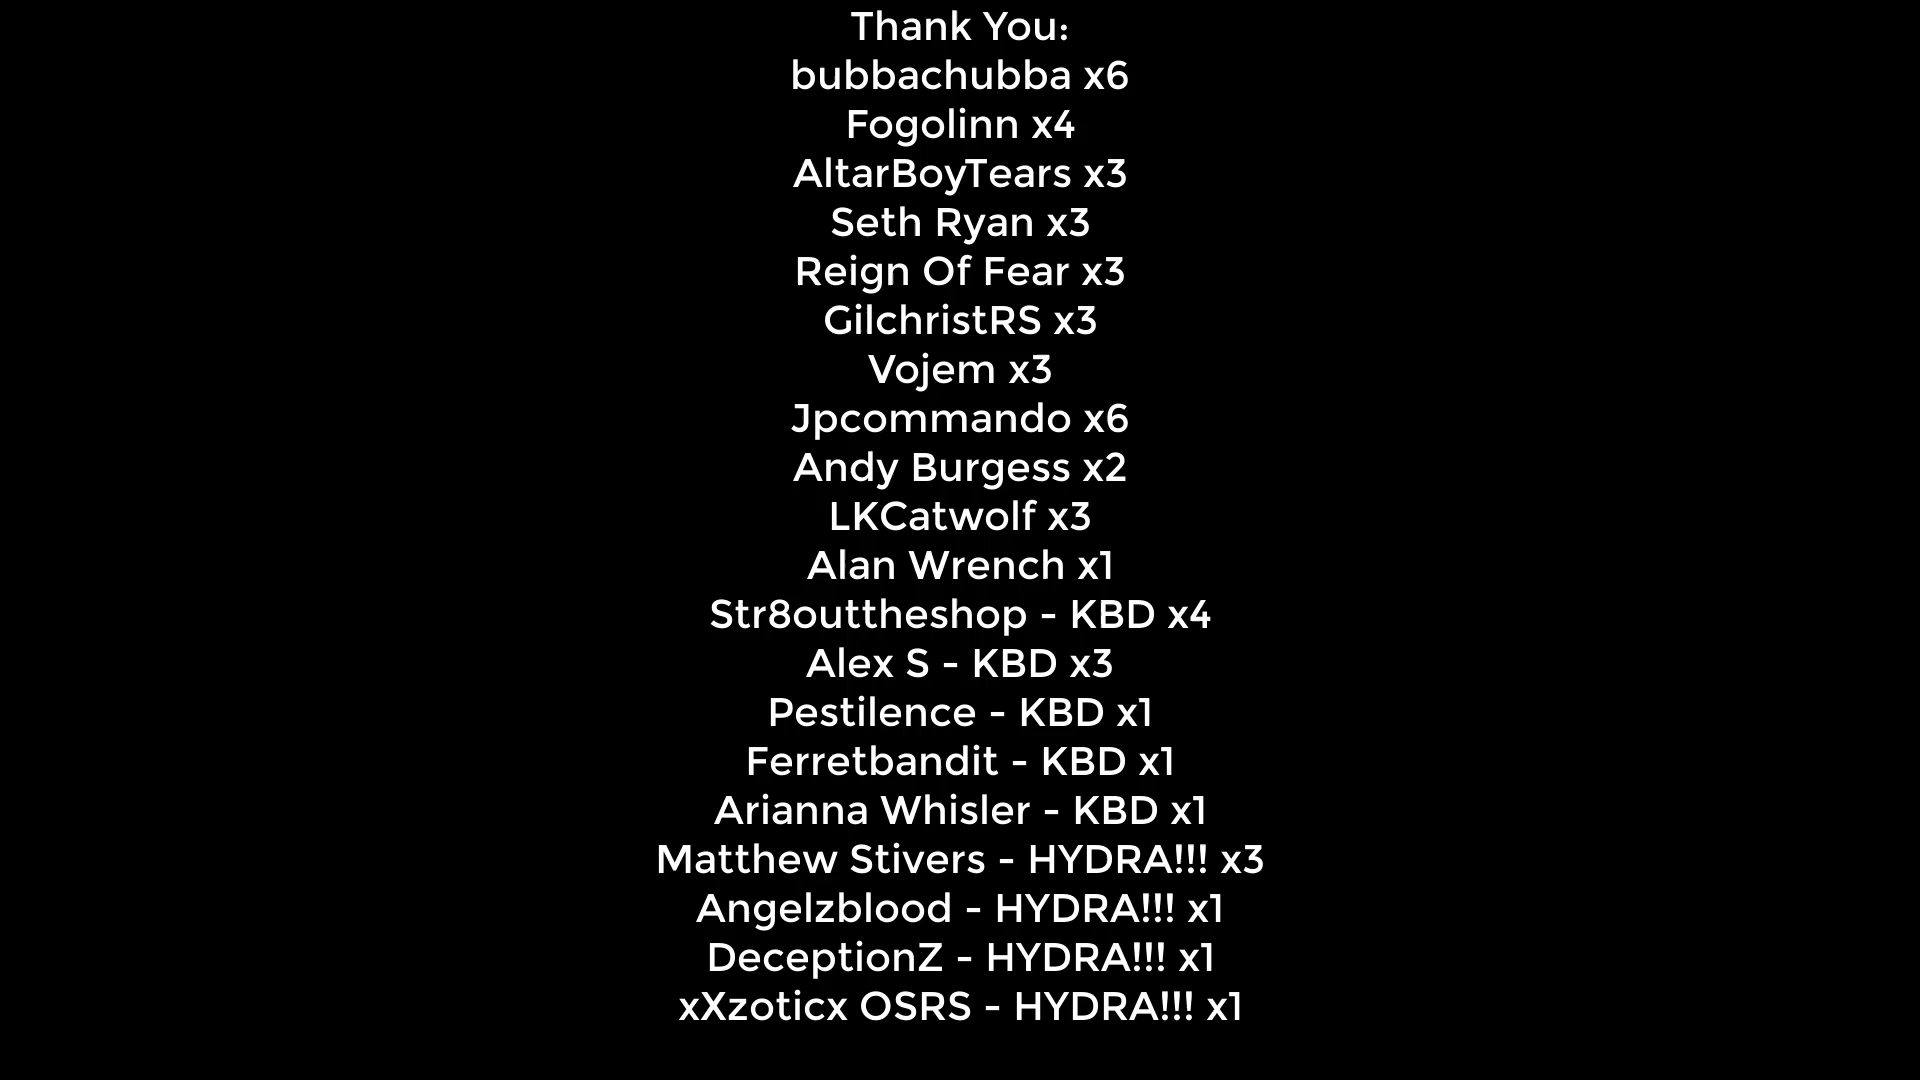 Thank You:
bubbachubba x6
Fogolinn x4
AltarBoyTears x3
Seth Ryan x3
Reign Of Fear x3
GilchristRS x3
Vojem x3
Jpcommando x6
Andy Burgess x2
LKCatwolf x3
Alan Wrench x1
Str8outtheshop - KBD x4
Alex S - KBD x3
Pestilence - KBD x1
Ferretbandit - KBD x1
Arianna Whisler - KBD x1
Matthew Stivers - HYDRA!!! x3
Angelzblood - HYDRA!!! x1
DeceptionZ - HYDRA!!! x1
xXzoticx OSRS - HYDRA!!! x1